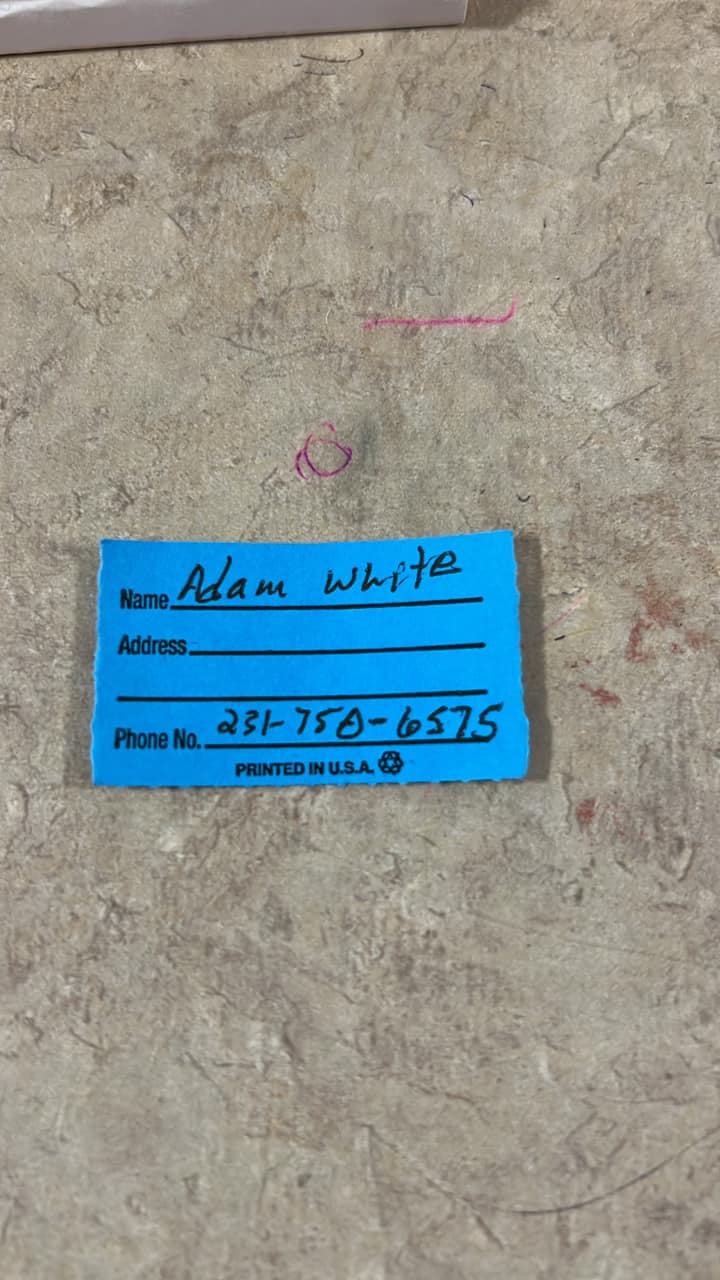 Name Adam White
Address
Phone No. 231-750-6575
PRINTED IN U.S.A.